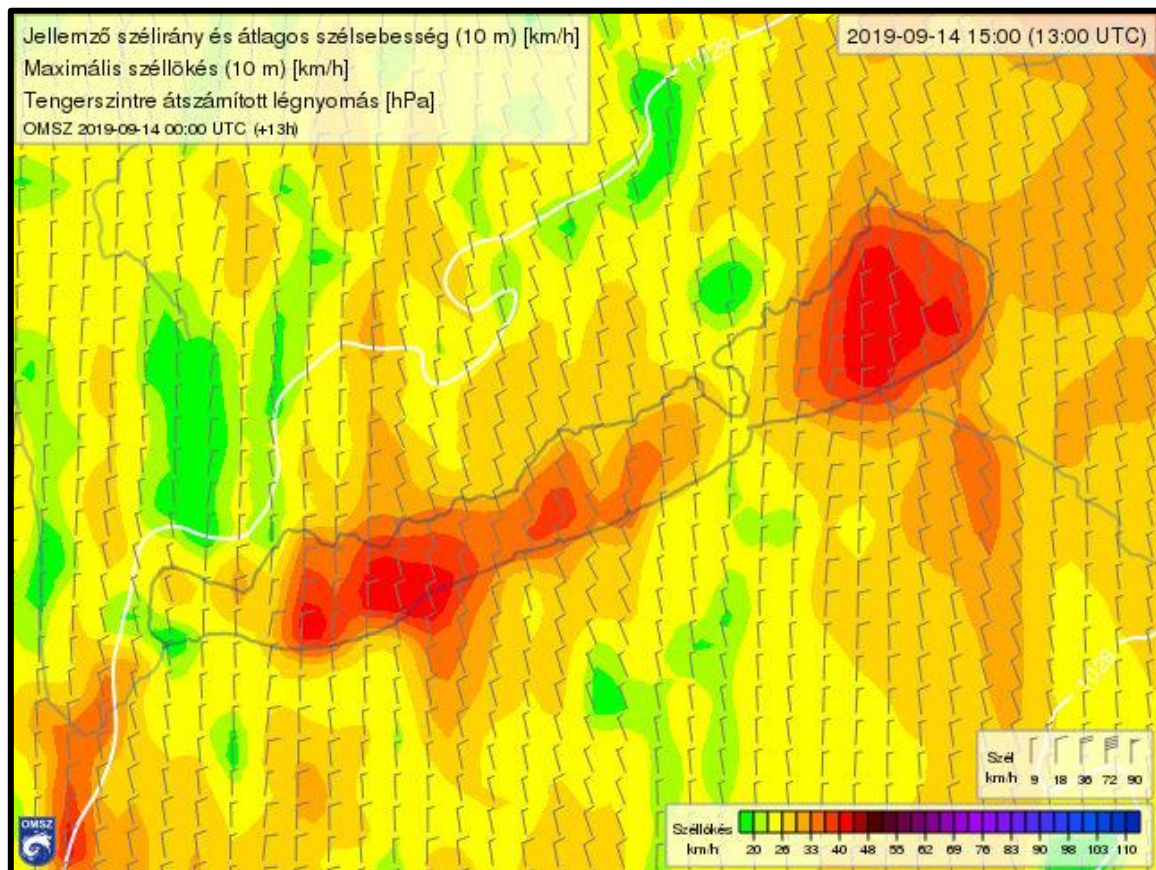 Jellemző szélirány és átlagos szélsebesség (10 m) [km/h]
Maximális széllökés (10 m) [km/h]
Tengerszintre átszámított légnyomás [hPa]
OMSZ 2019-09-14 00:00 UTC (+13h)
2019-09-14 15:00 (13:00 UTC)
1029
1028
Szél
km/h 9 18 36 72 90
Széllökés
km/h 20 26 33 40 48 55 62 69 76 83 90 98 103 110
OMSZ